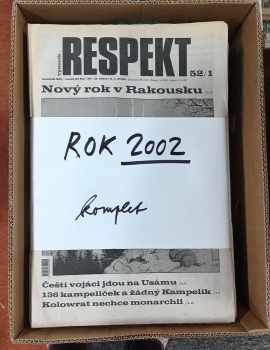 Týdeník
RESPEKT
52/1
Nový rok v Rakousku
ROK 2002
komplet
Čeští vojáci jdou na Usámu
136 kampeliček a žádný Kampelík
Kolowrat nechce monarchii